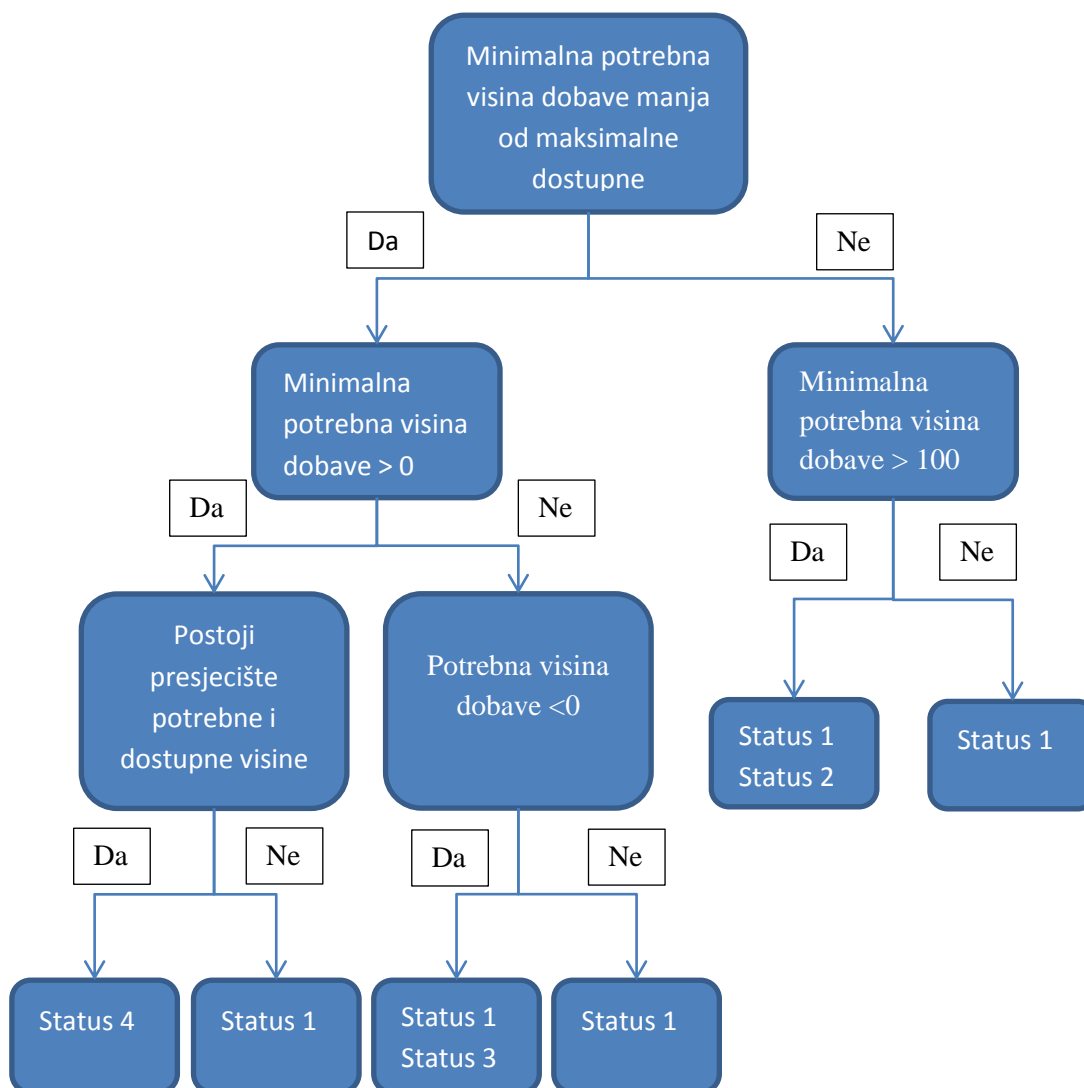 Minimalna potrebna
visina dobave manja
od maksimalne
dostupne
Da
Ne
Minimalna
potrebna visina
dobave > 0
Minimalna
potrebna visina
dobave > 100
Da
Ne
Da
Ne
Postoji
presjecište
potrebne i
dostupne visine
Potrebna visina
dobave <0
Status 1
Status 2
Status 1
Da
Ne
Da
Ne
Status 4
Status 1
Status 1
Status 3
Status 1